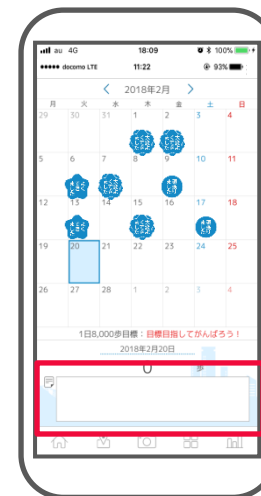 au 4G 18:09 100%
docomo LTE 11:22 93%
2018年2月
月 火 水 木 金 土 日
29 30 31 1 2 3 4
5 6 7 8 9 10 11
12 13 14 15 16 17 18
19 20 21 22 23 24 25
26 27 28 1 2 3 4
1日8,000歩目標：目標目指してがんばろう！
2018年2月20日
0 歩